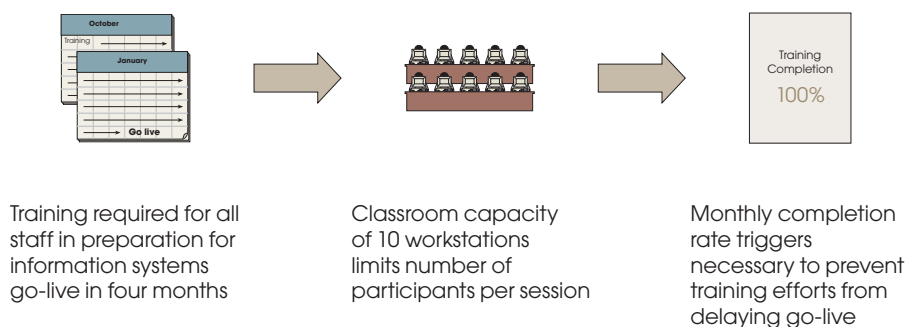 October
Training
January
Go live
Training
Completion
100%
Training required for all
staff in preparation for
information systems
go-live in four months
Classroom capacity
of 10 workstations
limits number of
participants per session
Monthly completion
rate triggers
necessary to prevent
training efforts from
delaying go-live